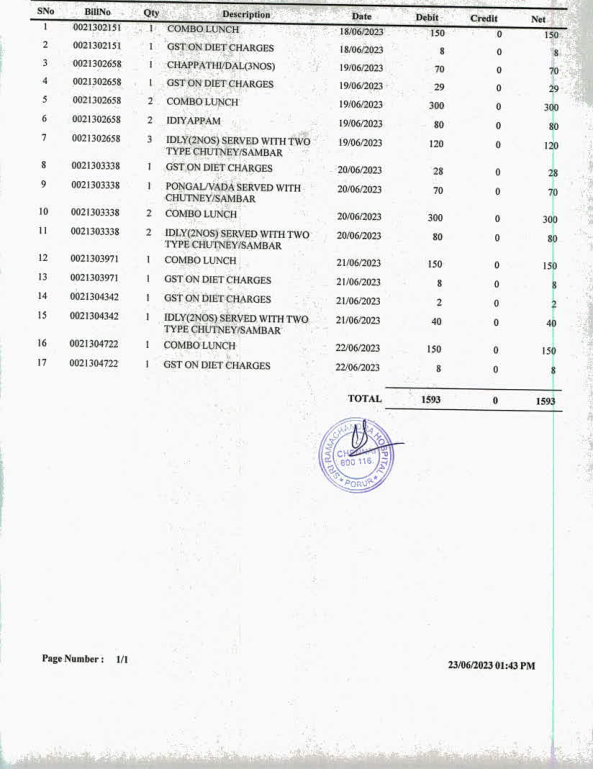 SNo BillNo Qty Description Date Debit Credit Net
1 0021302151 1 COMBO LUNCH 18/06/2023 150 0 150
2 0021302151 1 GST ON DIET CHARGES 18/06/2023 8 0 8
3 0021302658 1 CHAPPATHI/DAL(3NOS) 19/06/2023 70 0 70
4 0021302658 1 GST ON DIET CHARGES 19/06/2023 29 0 29
5 0021302658 2 COMBO LUNCH 19/06/2023 300 0 300
6 0021302658 2 IDIYAPPAM 19/06/2023 80 0 80
7 0021302658 3 IDLY(2NOS) SERVED WITH TWO 19/06/2023 120 0 120
TYPE CHUTNEY/SAMBAR
8 0021303338 1 GST ON DIET CHARGES 20/06/2023 28 0 28
9 0021303338 1 PONGAL/VADA SERVED WITH 20/06/2023 70 0 70
CHUTNEY/SAMBAR
10 0021303338 2 COMBO LUNCH 20/06/2023 300 0 300
11 0021303338 2 IDLY(2NOS) SERVED WITH TWO 20/06/2023 80 0 80
TYPE CHUTNEY/SAMBAR
12 0021303971 1 COMBO LUNCH 21/06/2023 150 0 150
13 0021303971 1 GST ON DIET CHARGES 21/06/2023 8 0 8
14 0021304342 1 GST ON DIET CHARGES 21/06/2023 2 0 2
15 0021304342 1 IDLY(2NOS) SERVED WITH TWO 21/06/2023 40 0 40
TYPE CHUTNEY/SAMBAR
16 0021304722 1 COMBO LUNCH 22/06/2023 150 0 150
17 0021304722 1 GST ON DIET CHARGES 22/06/2023 8 0 8
TOTAL 1593 0 1593
SRI RAMACHANDRA HOSPITAL
CHENNAI
600 116.
* PORUR *
Page Number : 1/1
23/06/2023 01:43 PM